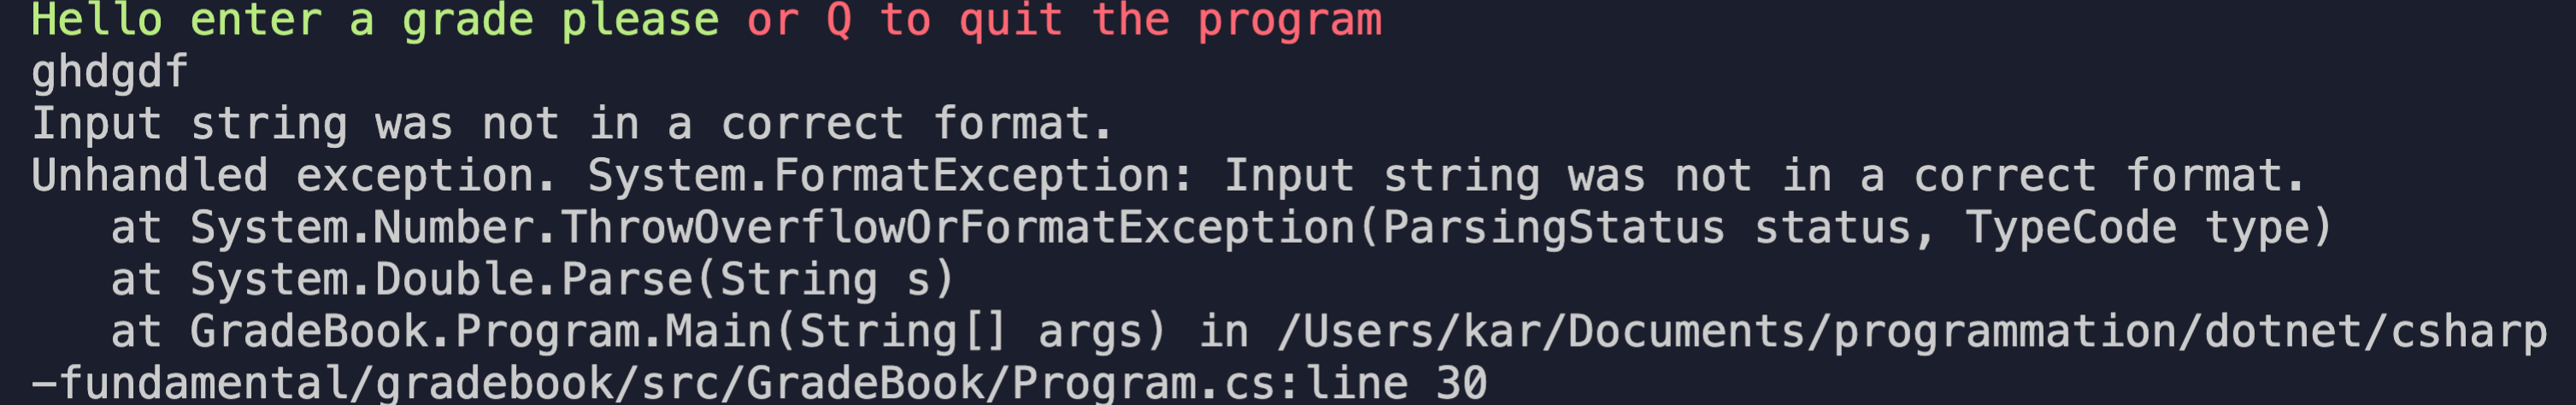 Hello enter a grade please or Q to quit the program
ghdgdf
Input string was not in a correct format.
Unhandled exception. System.FormatException: Input string was not in a correct format.
   at System.Number.ThrowOverflowOrFormatException(ParsingStatus status, TypeCode type)
   at System.Double.Parse(String s)
   at GradeBook.Program.Main(String[] args) in /Users/kar/Documents/programmation/dotnet/csharp
-fundamental/gradebook/src/GradeBook/Program.cs:line 30